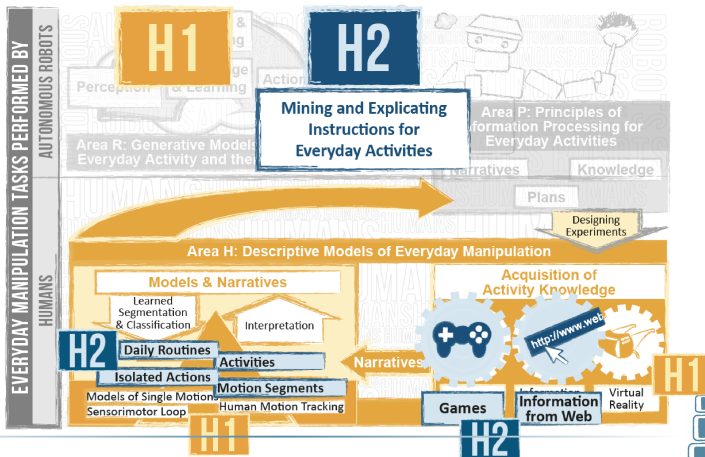 EVERYDAY MANIPULATION TASKS PERFORMED BY
AUTONOMOUS ROBOTS
HUMANS
H1
H2
Mining and Explicating
Instructions for
Everyday Activities
Perception
& Learning
Action
Area R: Generative Models
Everyday Activity and the
Area P: Principles of
Information Processing for
Everyday Activities
Narratives
Knowledge
Plans
Designing
Experiments
Area H: Descriptive Models of Everyday Manipulation
Models & Narratives
Learned
Segmentation
& Classification
Interpretation
H2
Daily Routines
Activities
Isolated Actions
Motion Segments
Models of Single Motions
Human Motion Tracking
Sensorimotor Loop
H1
Narratives
Acquisition of
Activity Knowledge
http://www.web
Games
Information
from Web
Virtual
Reality
H1
H2